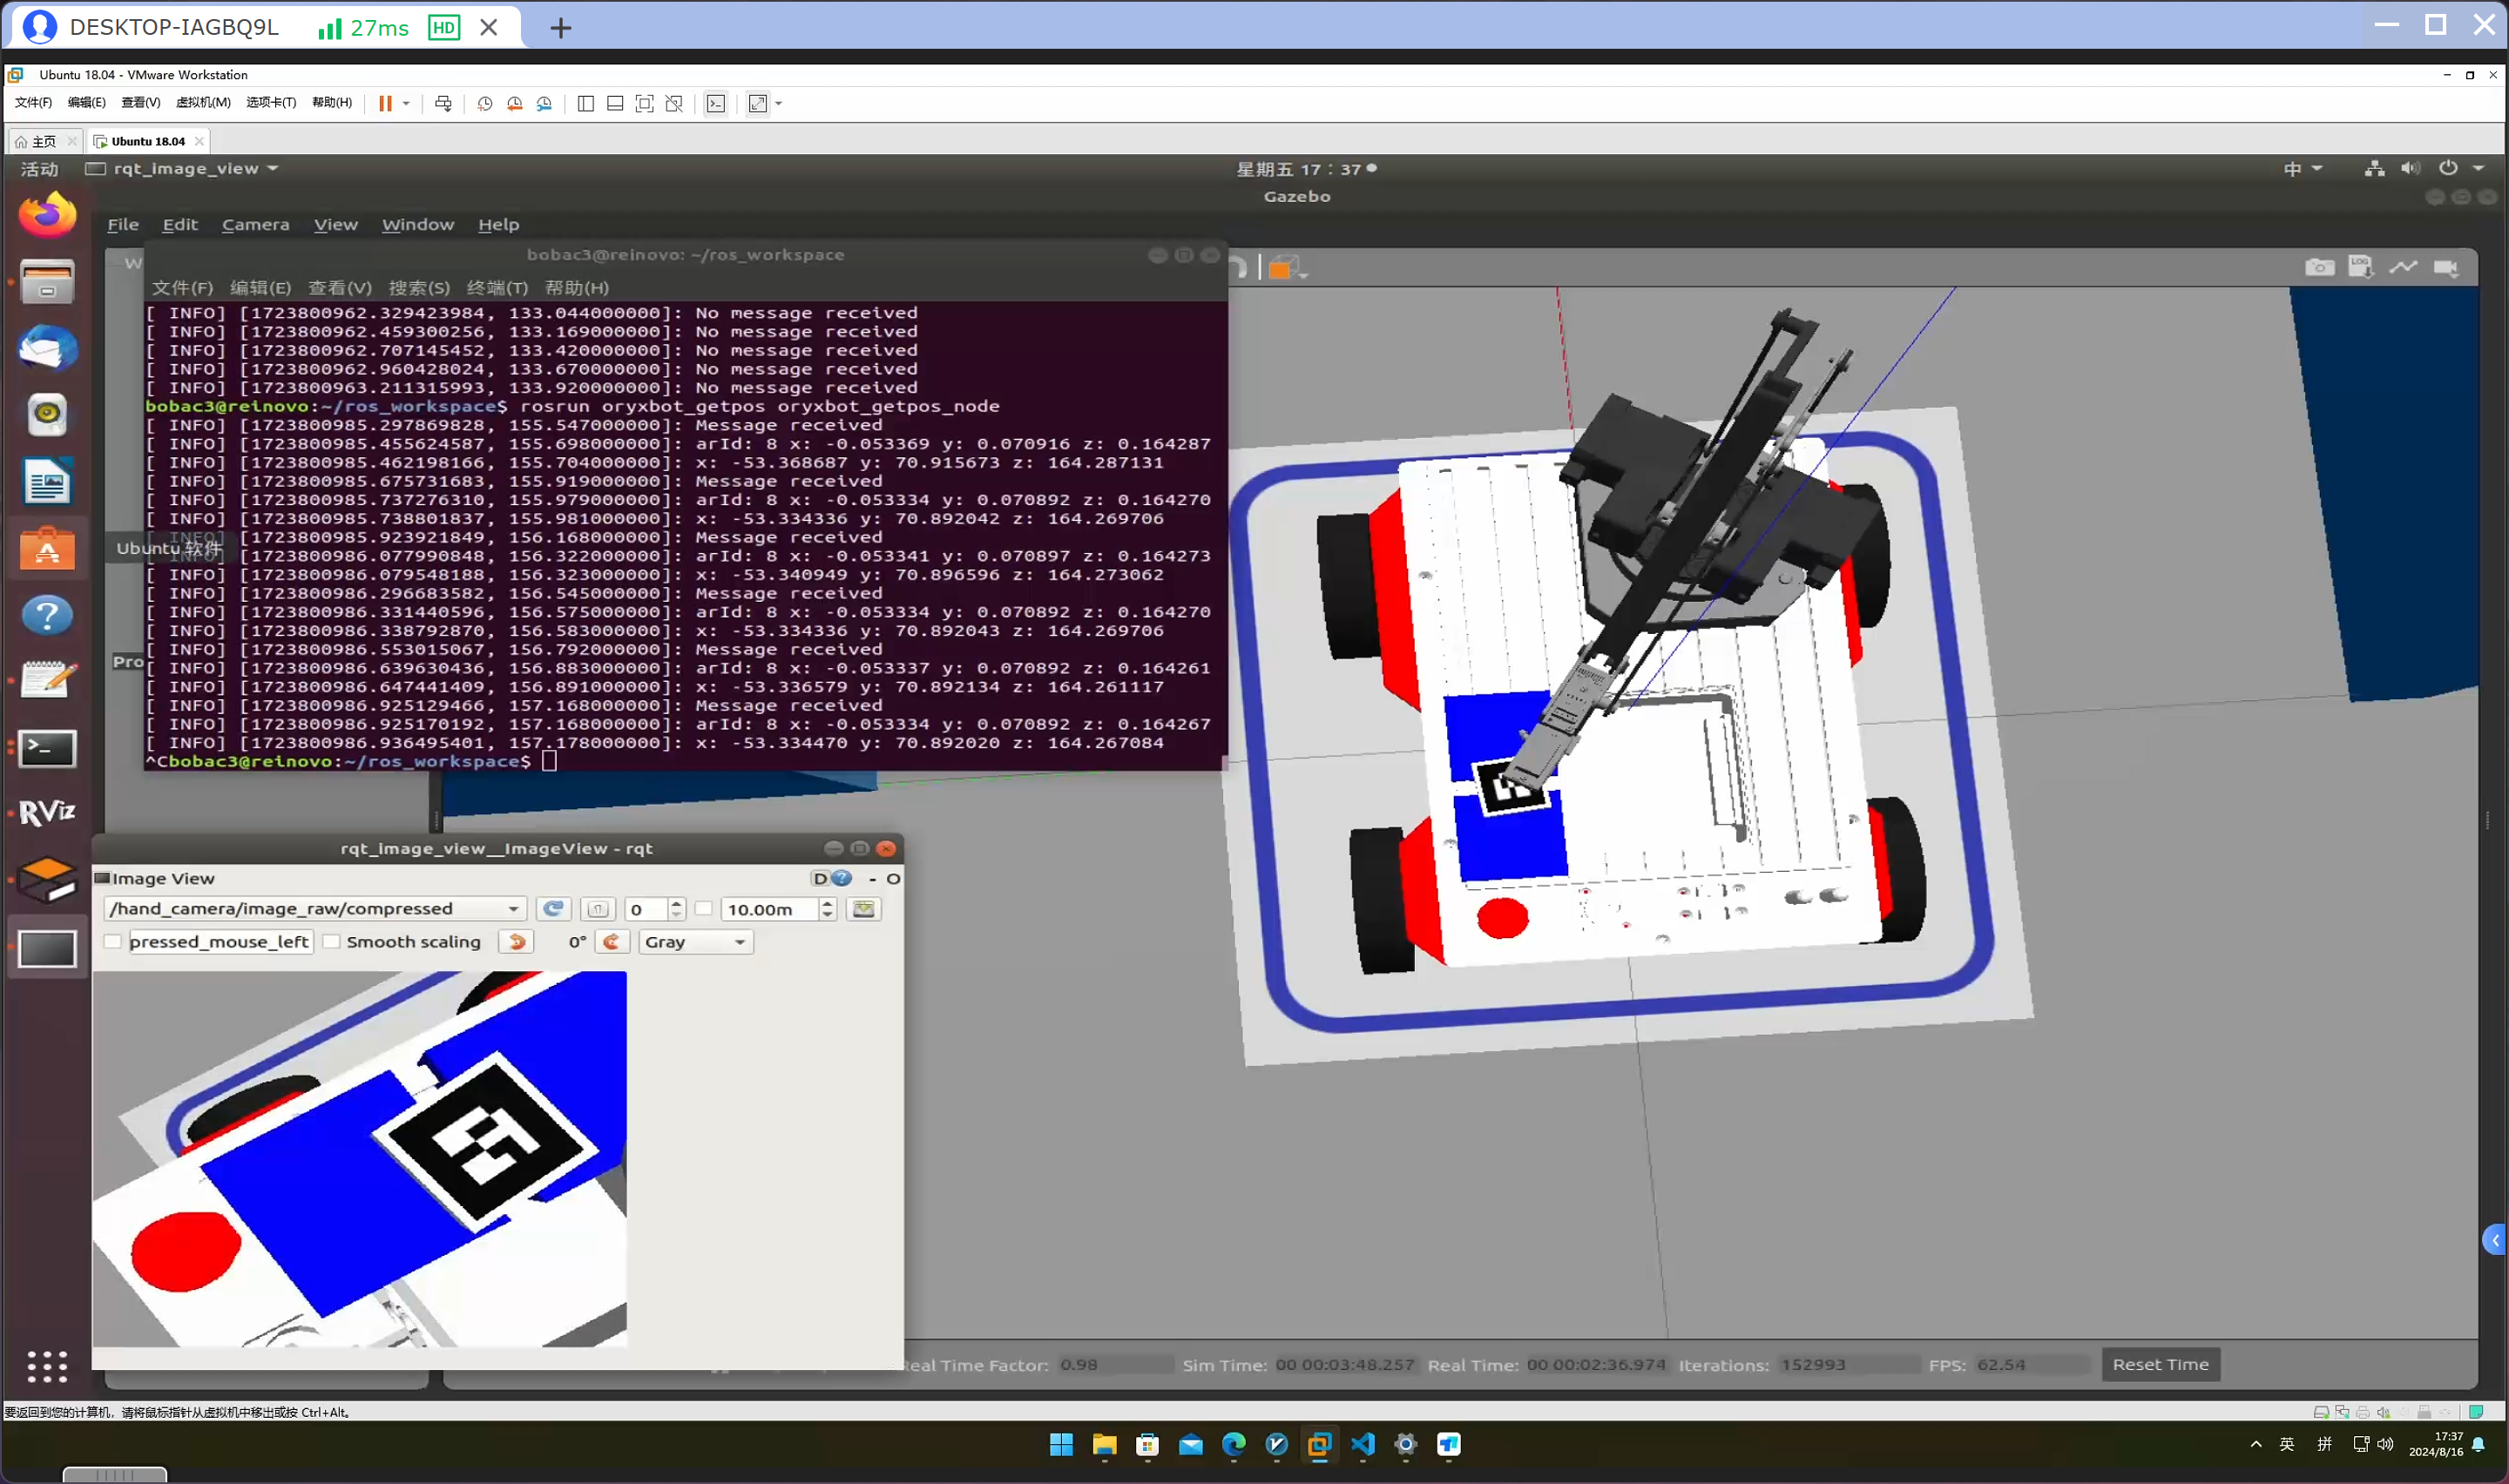 DESKTOP-IAGBQ9L 27ms HD
Ubuntu 18.04 - VMware Workstation
文件(F) 编辑(E) 查看(V) 虚拟机(M) 选项卡(T) 帮助(H)
主页 Ubuntu 18.04
活动 rqt_image_view 星期五 17：37 中
Gazebo
File Edit Camera View Window Help
W
LOG
bobac3@reinovo: ~/ros_workspace
文件(F) 编辑(E) 查看(V) 搜索(S) 终端(T) 帮助(H)
[ INFO] [1723800962.329423984, 133.044000000]: No message received
[ INFO] [1723800962.459300256, 133.169000000]: No message received
[ INFO] [1723800962.707145452, 133.420000000]: No message received
[ INFO] [1723800962.960428024, 133.670000000]: No message received
[ INFO] [1723800963.211315993, 133.920000000]: No message received
bobac3@reinovo:~/ros_workspace$ rosrun oryxbot_getpos oryxbot_getpos_node
[ INFO] [1723800985.297869828, 155.547000000]: Message received
[ INFO] [1723800985.455624587, 155.698000000]: arId: 8 x: -0.053369 y: 0.070916 z: 0.164287
[ INFO] [1723800985.462198166, 155.704000000]: x: -53.368687 y: 70.915673 z: 164.287131
[ INFO] [1723800985.675731683, 155.919000000]: Message received
[ INFO] [1723800985.737276310, 155.979000000]: arId: 8 x: -0.053334 y: 0.070892 z: 0.164270
[ INFO] [1723800985.738801837, 155.981000000]: x: -53.334336 y: 70.892042 z: 164.269706
[ INFO] [1723800985.923921849, 156.168000000]: Message received
Ubuntu 软件
[ INFO] [1723800986.077990848, 156.322000000]: arId: 8 x: -0.053341 y: 0.070897 z: 0.164273
[ INFO] [1723800986.079548188, 156.323000000]: x: -53.340949 y: 70.896596 z: 164.273062
[ INFO] [1723800986.296683582, 156.545000000]: Message received
[ INFO] [1723800986.331440596, 156.575000000]: arId: 8 x: -0.053334 y: 0.070892 z: 0.164270
[ INFO] [1723800986.338792870, 156.583000000]: x: -53.334336 y: 70.892043 z: 164.269706
[ INFO] [1723800986.553015067, 156.792000000]: Message received
Pro
[ INFO] [1723800986.639630436, 156.883000000]: arId: 8 x: -0.053337 y: 0.070892 z: 0.164261
[ INFO] [1723800986.647441409, 156.891000000]: x: -53.336579 y: 70.892134 z: 164.261117
[ INFO] [1723800986.925129466, 157.168000000]: Message received
[ INFO] [1723800986.925170192, 157.168000000]: arId: 8 x: -0.053334 y: 0.070892 z: 0.164267
[ INFO] [1723800986.936495401, 157.178000000]: x: -53.334470 y: 70.892020 z: 164.267084
^Cbobac3@reinovo:~/ros_workspace$
RViz
rqt_image_view__ImageView - rqt
Image View D ? - O
/hand_camera/image_raw/compressed 0 10.00m
pressed_mouse_left Smooth scaling 0° Gray
Real Time Factor: 0.98 Sim Time: 00 00:03:48.257 Real Time: 00 00:02:36.974 Iterations: 152993 FPS: 62.54 Reset Time
要返回到您的计算机，请将鼠标指针从虚拟机中移出或按 Ctrl+Alt。
英 拼 17:37
2024/8/16